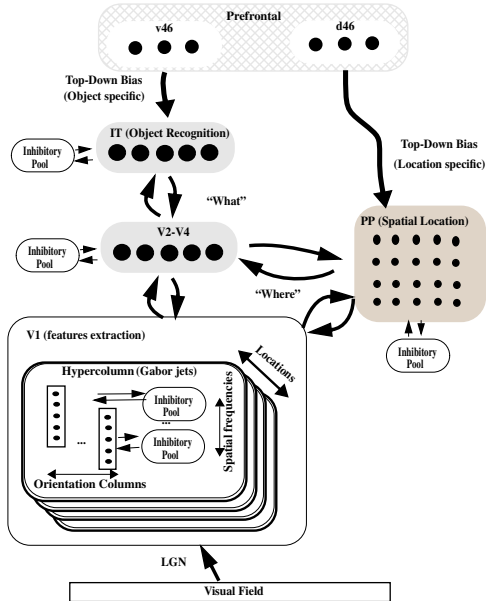 Prefrontal
v46
d46
Top-Down Bias
(Object specific)
IT (Object Recognition)
Top-Down Bias
(Location specific)
Inhibitory
Pool
“What”
V2-V4
PP (Spatial Location)
Inhibitory
Pool
“Where”
V1 (features extraction)
Inhibitory
Pool
Locations
Hypercolumn (Gabor jets)
Inhibitory
Pool
...
...
Inhibitory
Pool
Spatial frequencies
Orientation Columns
LGN
Visual Field